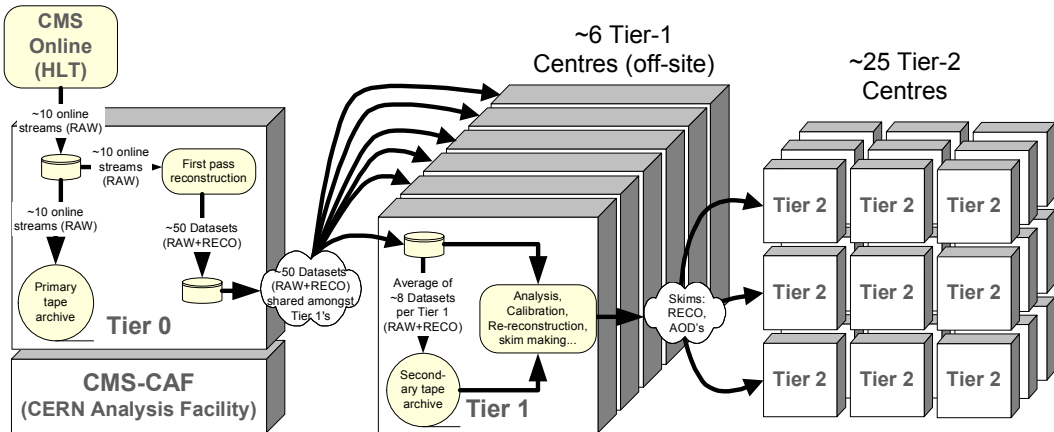 CMS
Online
(HLT)
~10 online
streams (RAW)
~10 online
streams
(RAW)
First pass
reconstruction
~10 online
streams (RAW)
~50 Datasets
(RAW+RECO)
Primary
tape
archive
Tier 0
CMS-CAF
(CERN Analysis Facility)
~50 Datasets
(RAW+RECO)
shared amongst
Tier 1's
~6 Tier-1
Centres (off-site)
Average of
~8 Datasets
per Tier 1
(RAW+RECO)
Analysis,
Calibration,
Re-reconstruction,
skim making...
Second-
ary tape
archive
Tier 1
Skims:
RECO,
AOD's
~25 Tier-2
Centres
Tier 2
Tier 2
Tier 2
Tier 2
Tier 2
Tier 2
Tier 2
Tier 2
Tier 2